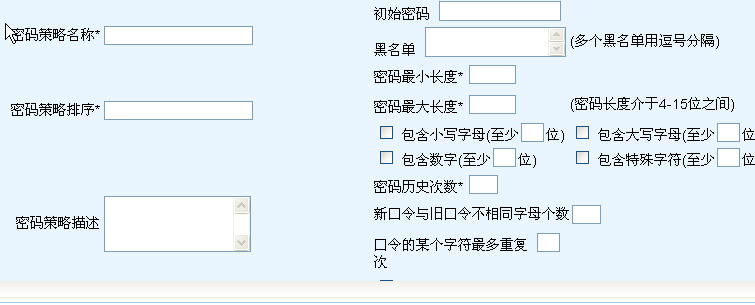 密码策略名称*
初始密码
黑名单 (多个黑名单用逗号分隔)
密码最小长度*
密码策略排序*
密码最大长度* (密码长度介于4-15位之间)
包含小写字母(至少 位) 包含大写字母(至少 位
包含数字(至少 位) 包含特殊字符(至少 位
密码历史次数*
密码策略描述
新口令与旧口令不相同字母个数
口令的某个字符最多重复
次